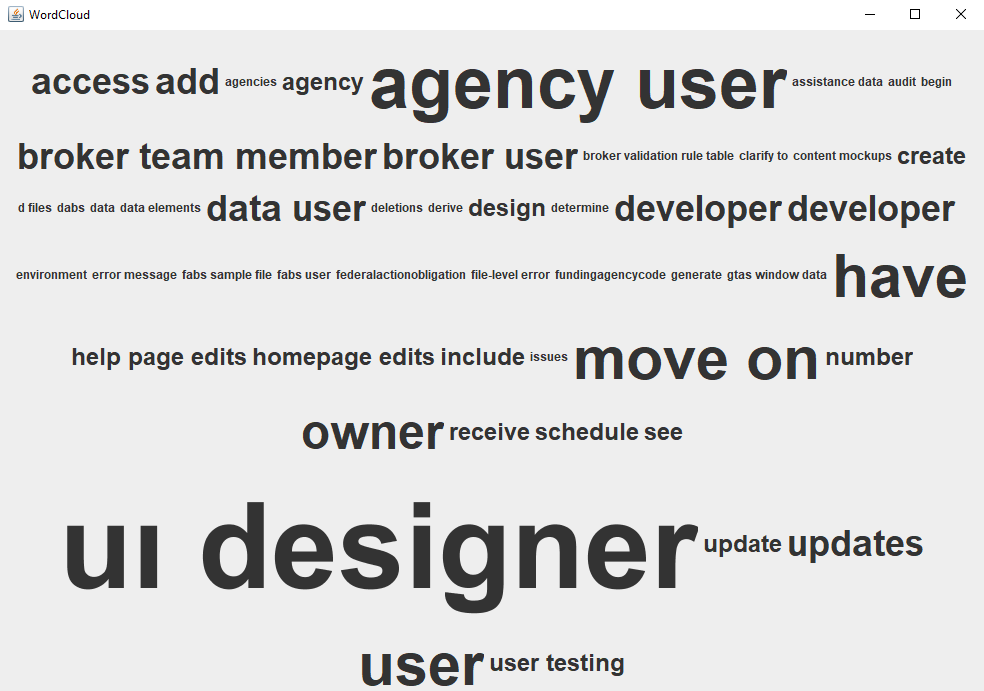 WordCloud
access add agencies agency agency user assistance data audit begin
broker team member broker user broker validation rule table clarify to content mockups create
d files dabs data data elements data user deletions derive design determine developer developer
environment error message fabs sample file fabs user federalactionobligation file-level error fundingagencycode generate gtas window data have
help page edits homepage edits include issues move on number
owner receive schedule see
uı designer update updates
user user testing